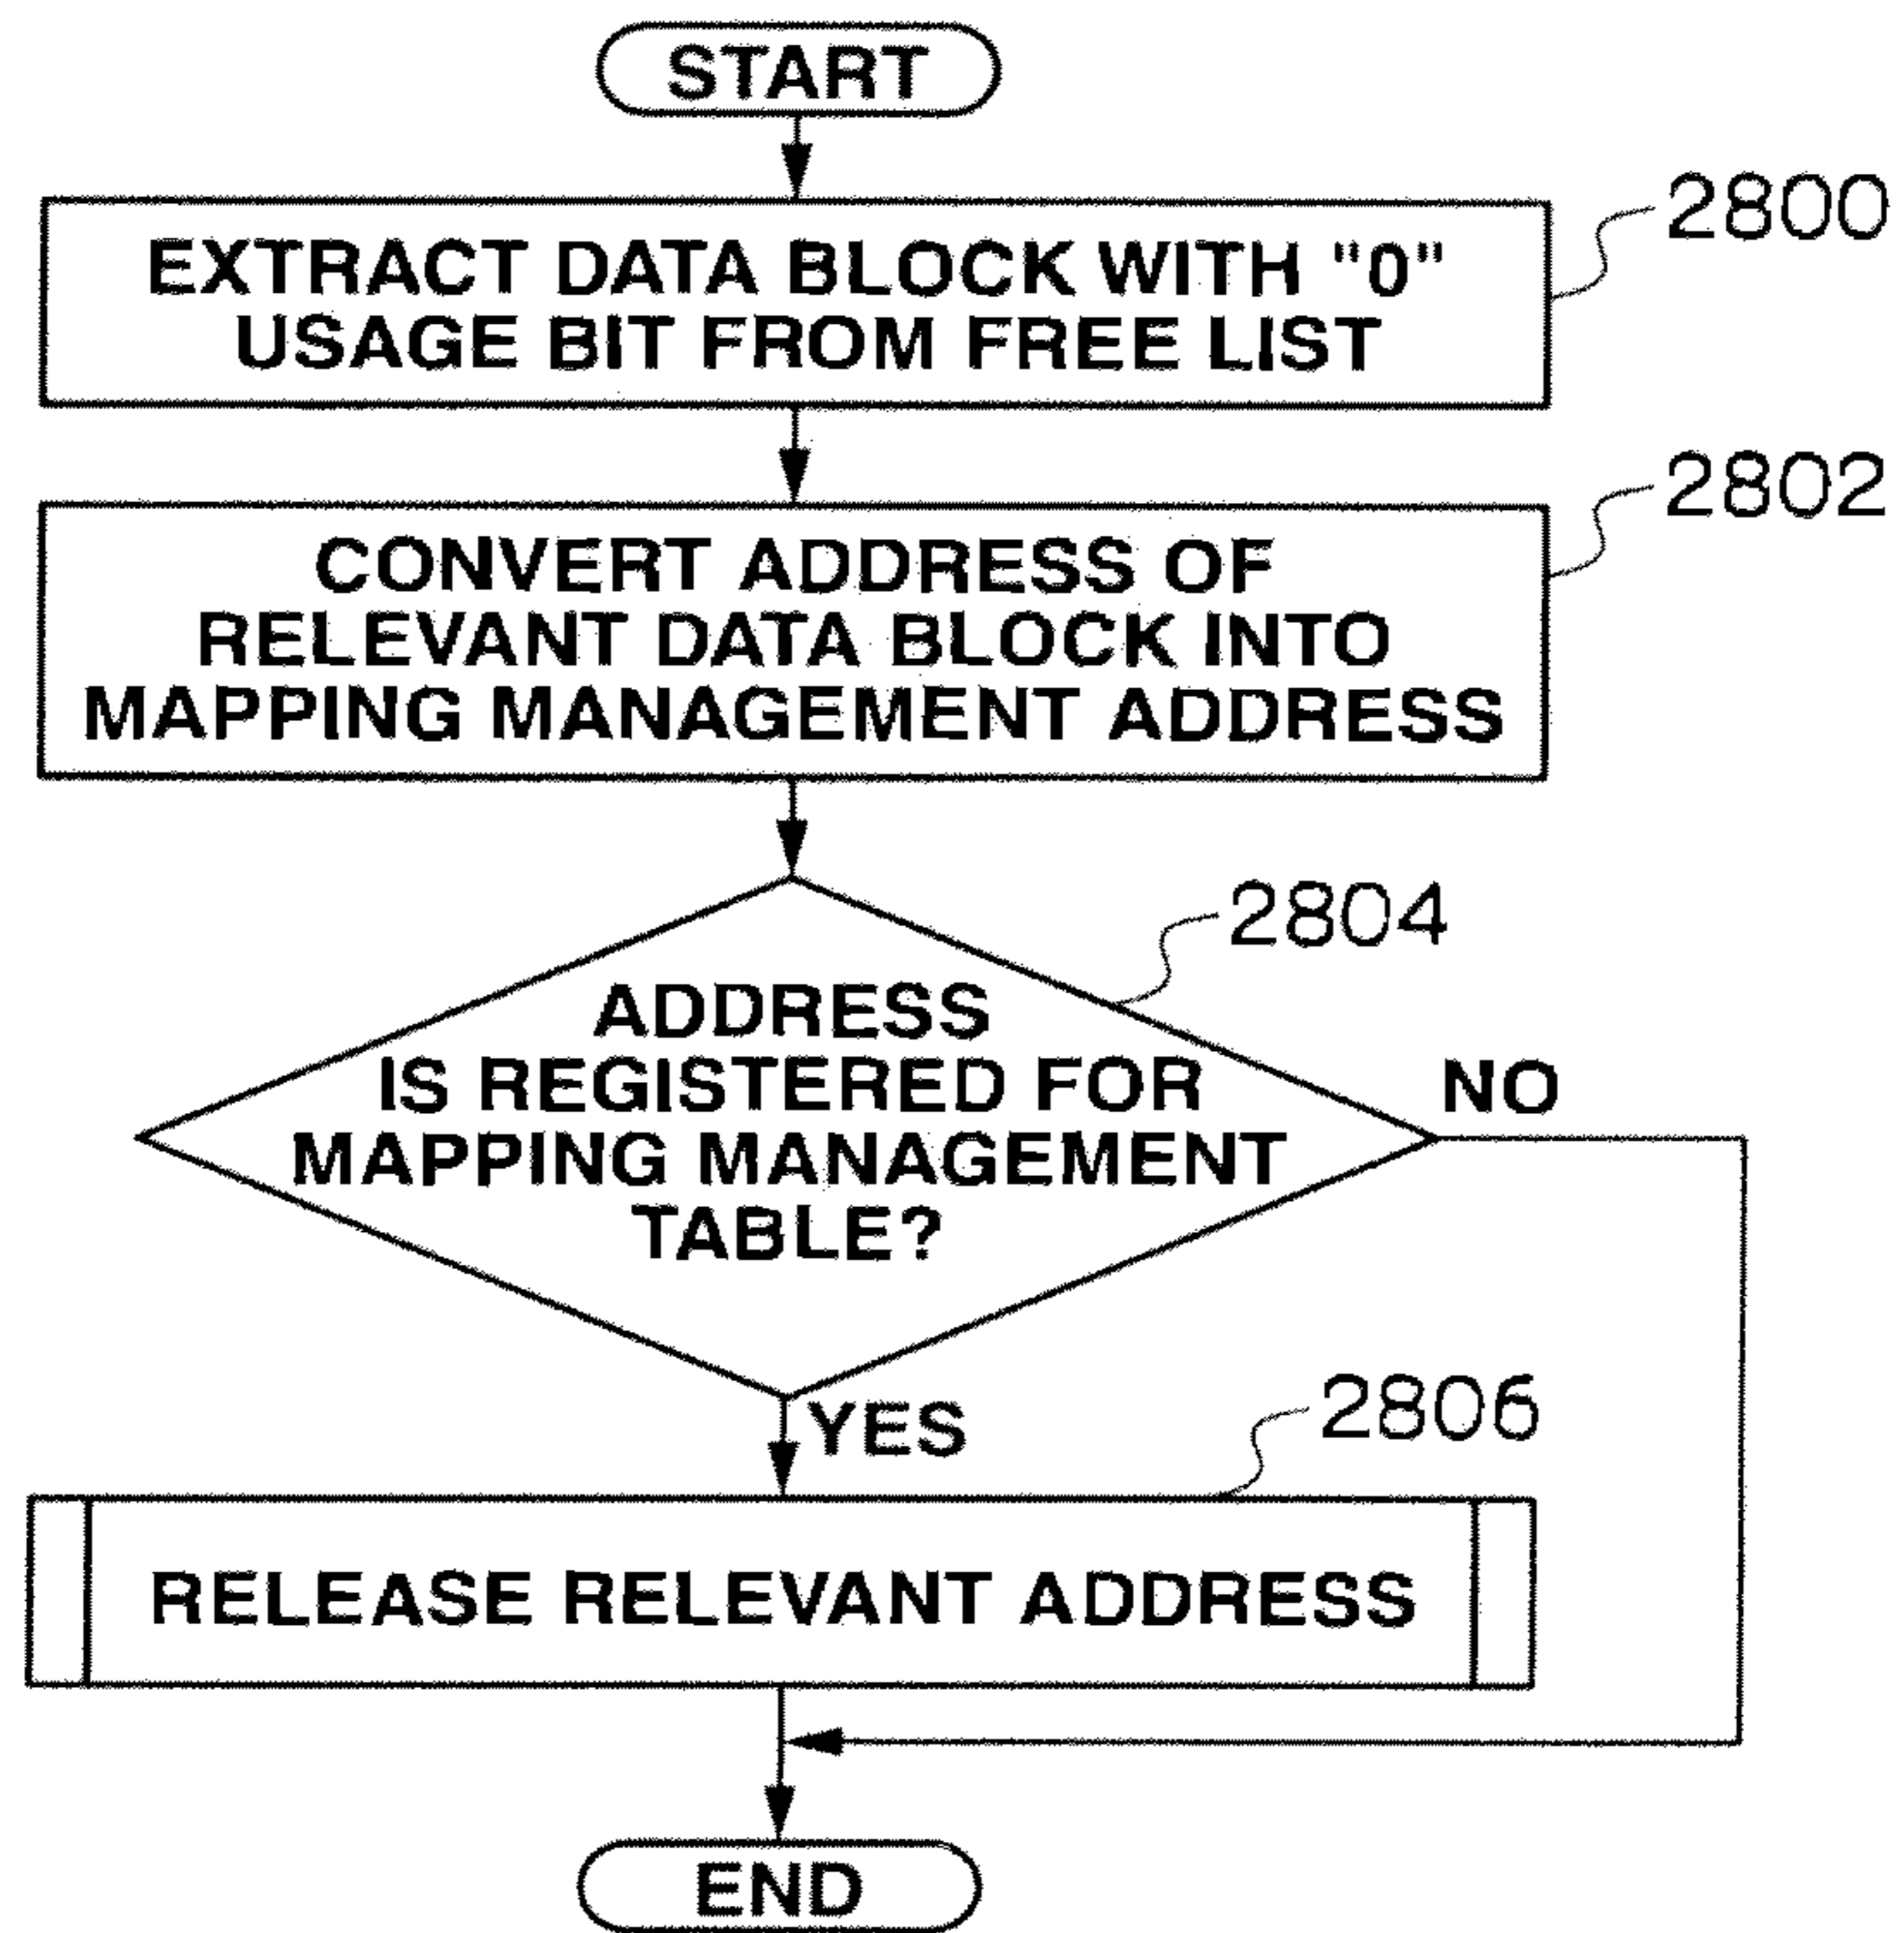 START
2800
EXTRACT DATA BLOCK WITH "0"
USAGE BIT FROM FREE LIST
2802
CONVERT ADDRESS OF
RELEVANT DATA BLOCK INTO
MAPPING MANAGEMENT ADDRESS
2804
ADDRESS
IS REGISTERED FOR
MAPPING MANAGEMENT
TABLE?
NO
YES
2806
RELEASE RELEVANT ADDRESS
END